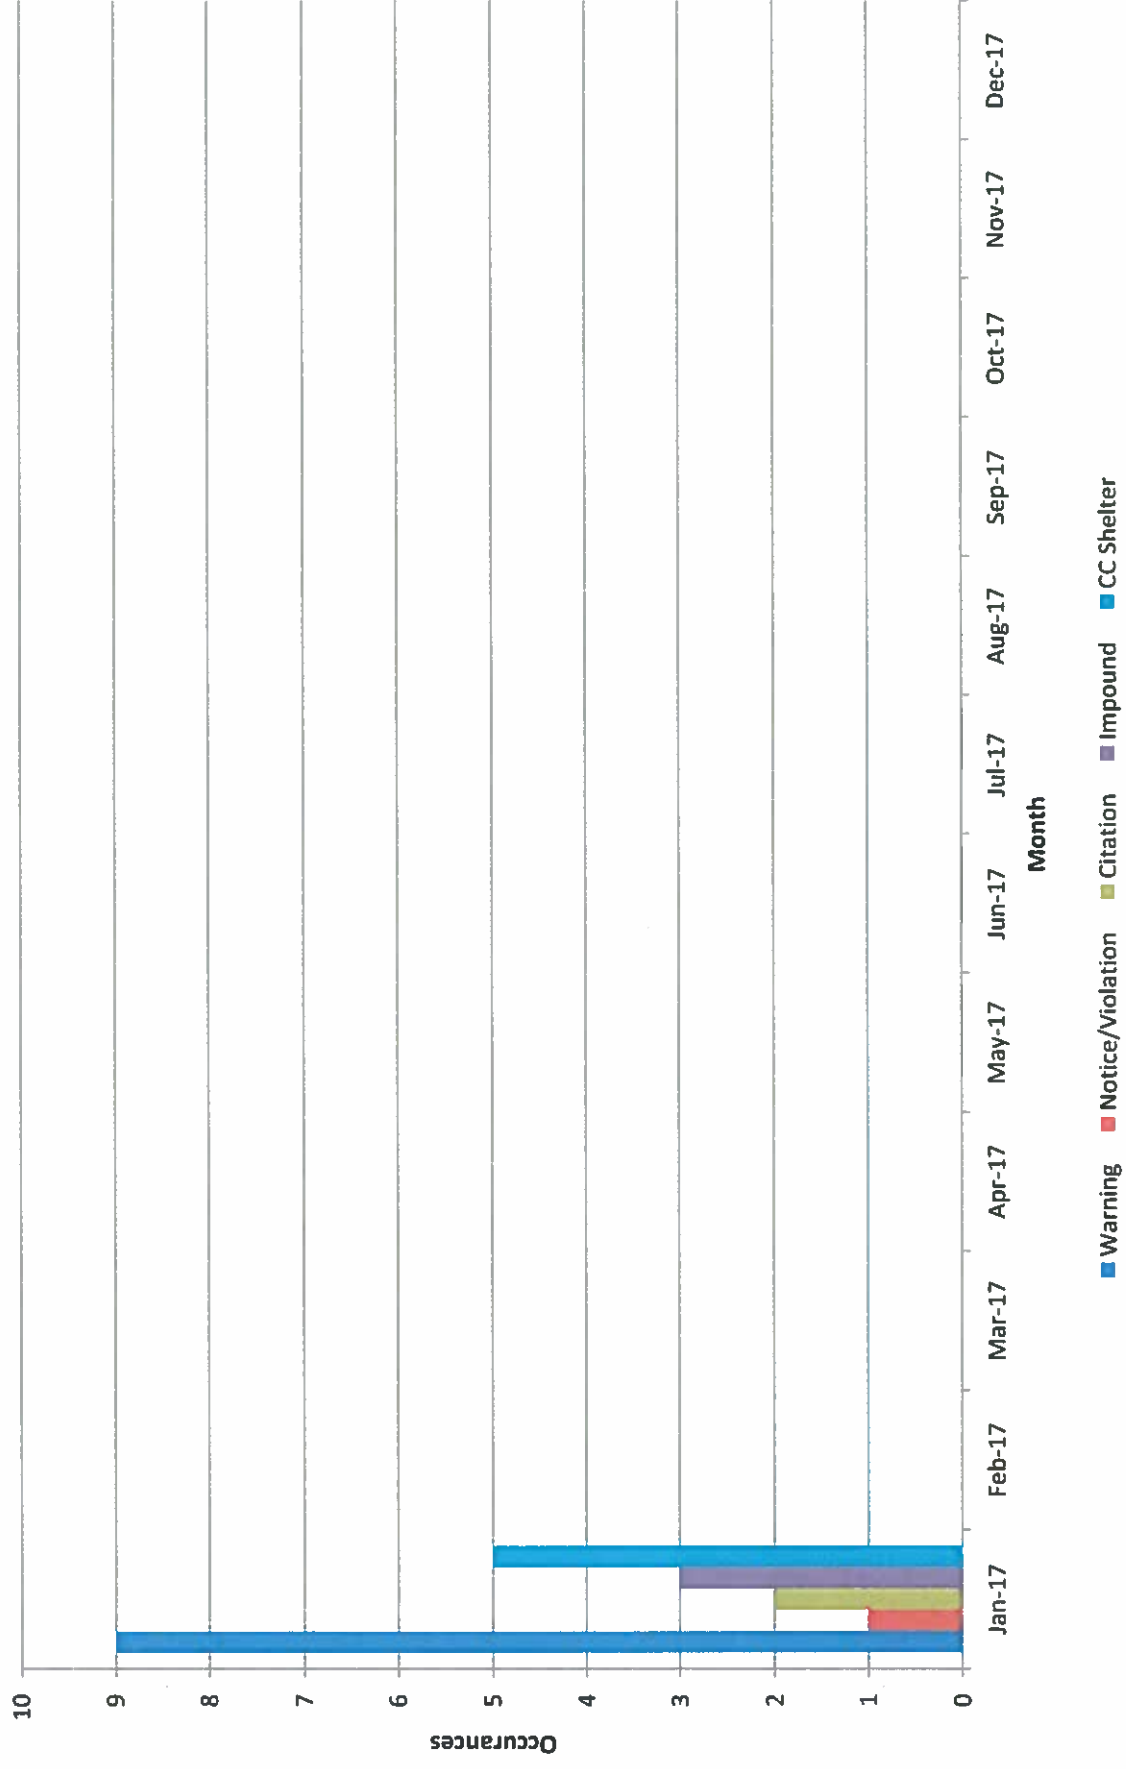 Occurances
10
9
8
7
6
5
4
3
2
1
0
Jan-17 Feb-17 Mar-17 Apr-17 May-17 Jun-17 Jul-17 Aug-17 Sep-17 Oct-17 Nov-17 Dec-17
Month
Warning Notice/Violation Citation Impound CC Shelter